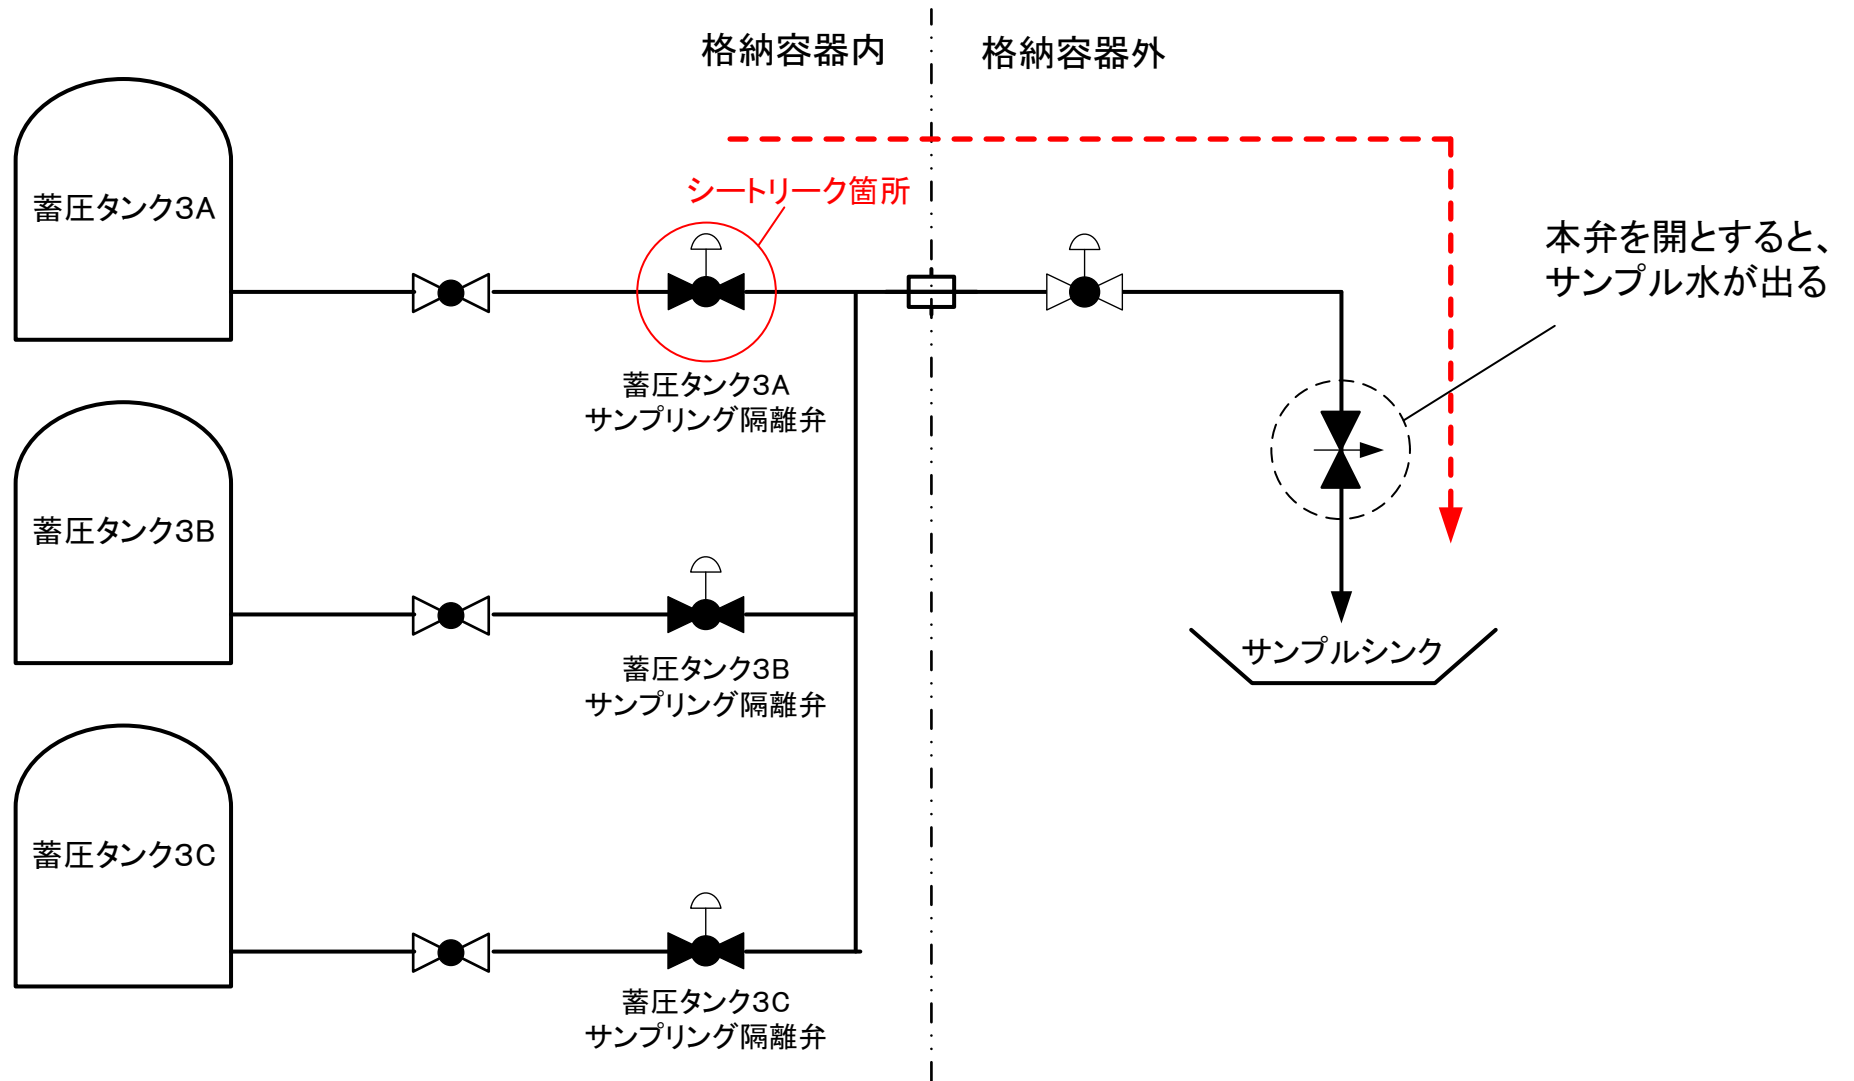 格納容器内
格納容器外
蓄圧タンク3A
シートリーク箇所
本弁を開とすると、
サンプル水が出る
蓄圧タンク3A
サンプリング隔離弁
蓄圧タンク3B
蓄圧タンク3B
サンプリング隔離弁
サンプルシンク
蓄圧タンク3C
蓄圧タンク3C
サンプリング隔離弁